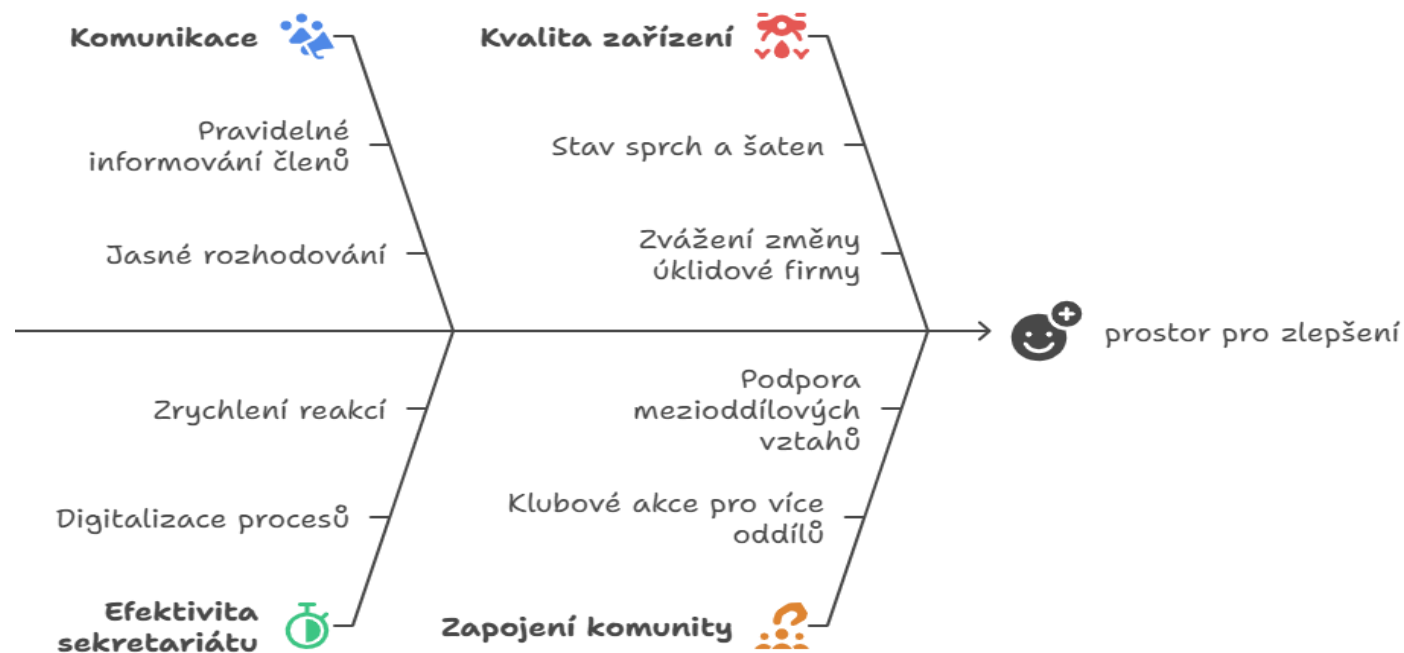 Komunikace
Pravidelné
informování členů
Jasné rozhodování
Kvalita zařízení
Stav sprch a šaten
Zvážení změny
úklidové firmy
prostor pro zlepšení
Zrychlení reakcí
Digitalizace procesů
Efektivita
sekretariátu
Podpora
mezioddílových
vztahů
Klubové akce pro více
oddílů
Zapojení komunity